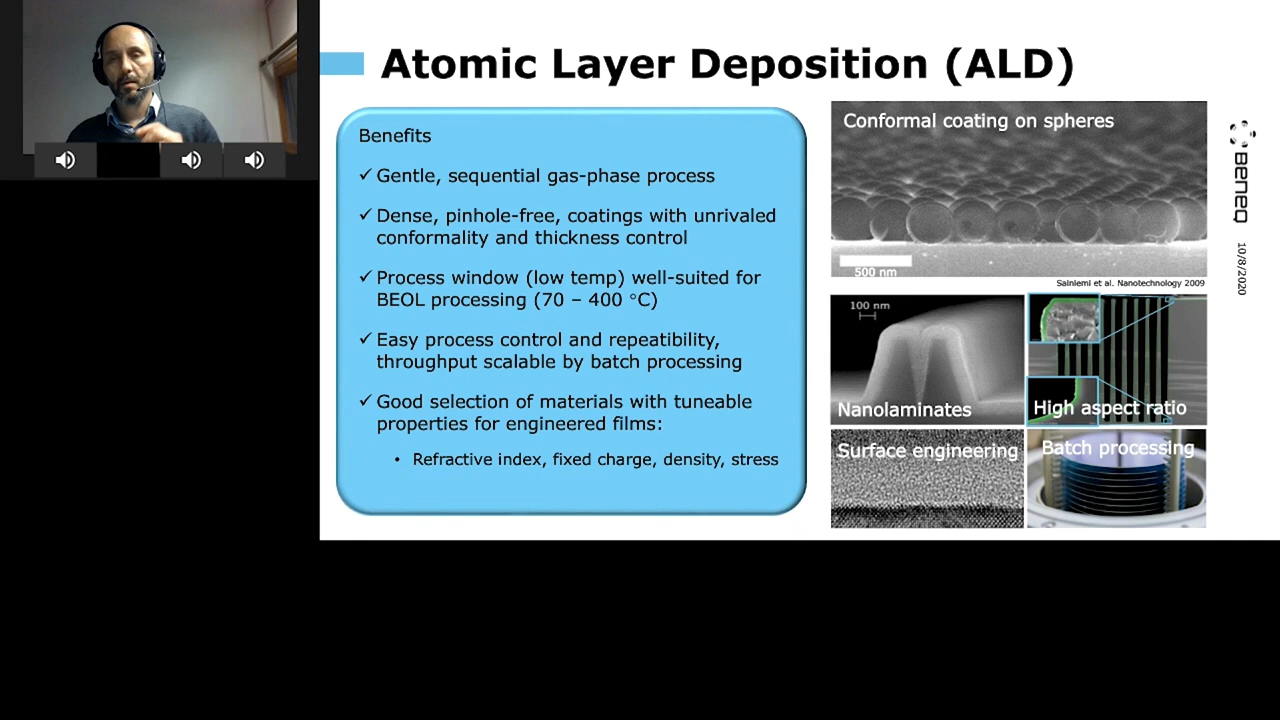 Atomic Layer Deposition (ALD)
Benefits
✓ Gentle, sequential gas-phase process
✓ Dense, pinhole-free, coatings with unrivaled
conformality and thickness control
✓ Process window (low temp) well-suited for
BEOL processing (70 – 400 °C)
✓ Easy process control and repeatibility,
throughput scalable by batch processing
✓ Good selection of materials with tuneable
properties for engineered films:
• Refractive index, fixed charge, density, stress
Conformal coating on spheres
500 nm
Sainiemi et al. Nanotechnology 2009
100 nm
Nanolaminates
High aspect ratio
Surface engineering
Batch processing
BENEQ
10/8/2020